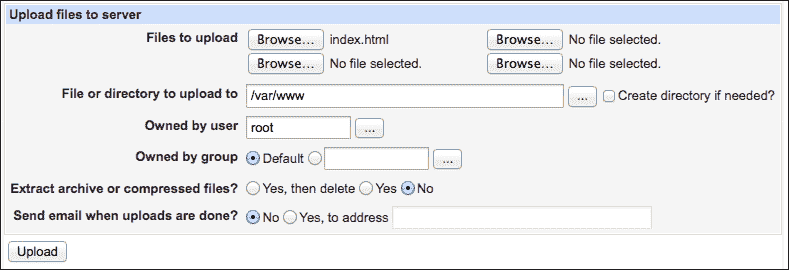 Upload files to server
Files to upload Browse... index.html Browse... No file selected.
Browse... No file selected. Browse... No file selected.
File or directory to upload to /var/www ... Create directory if needed?
Owned by user root ...
Owned by group Default ...
Extract archive or compressed files? Yes, then delete Yes No
Send email when uploads are done? No Yes, to address
Upload